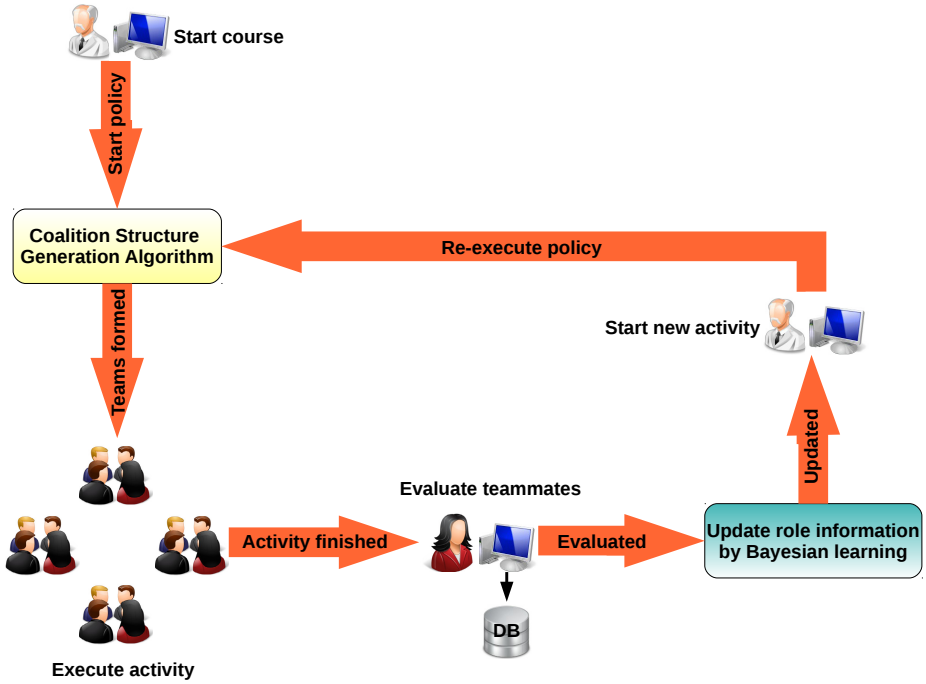 Start course
Start policy
Coalition Structure
Generation Algorithm
Re-execute policy
Start new activity
Teams formed
Updated
Evaluate teammates
Activity finished
Evaluated
Update role information
by Bayesian learning
DB
Execute activity